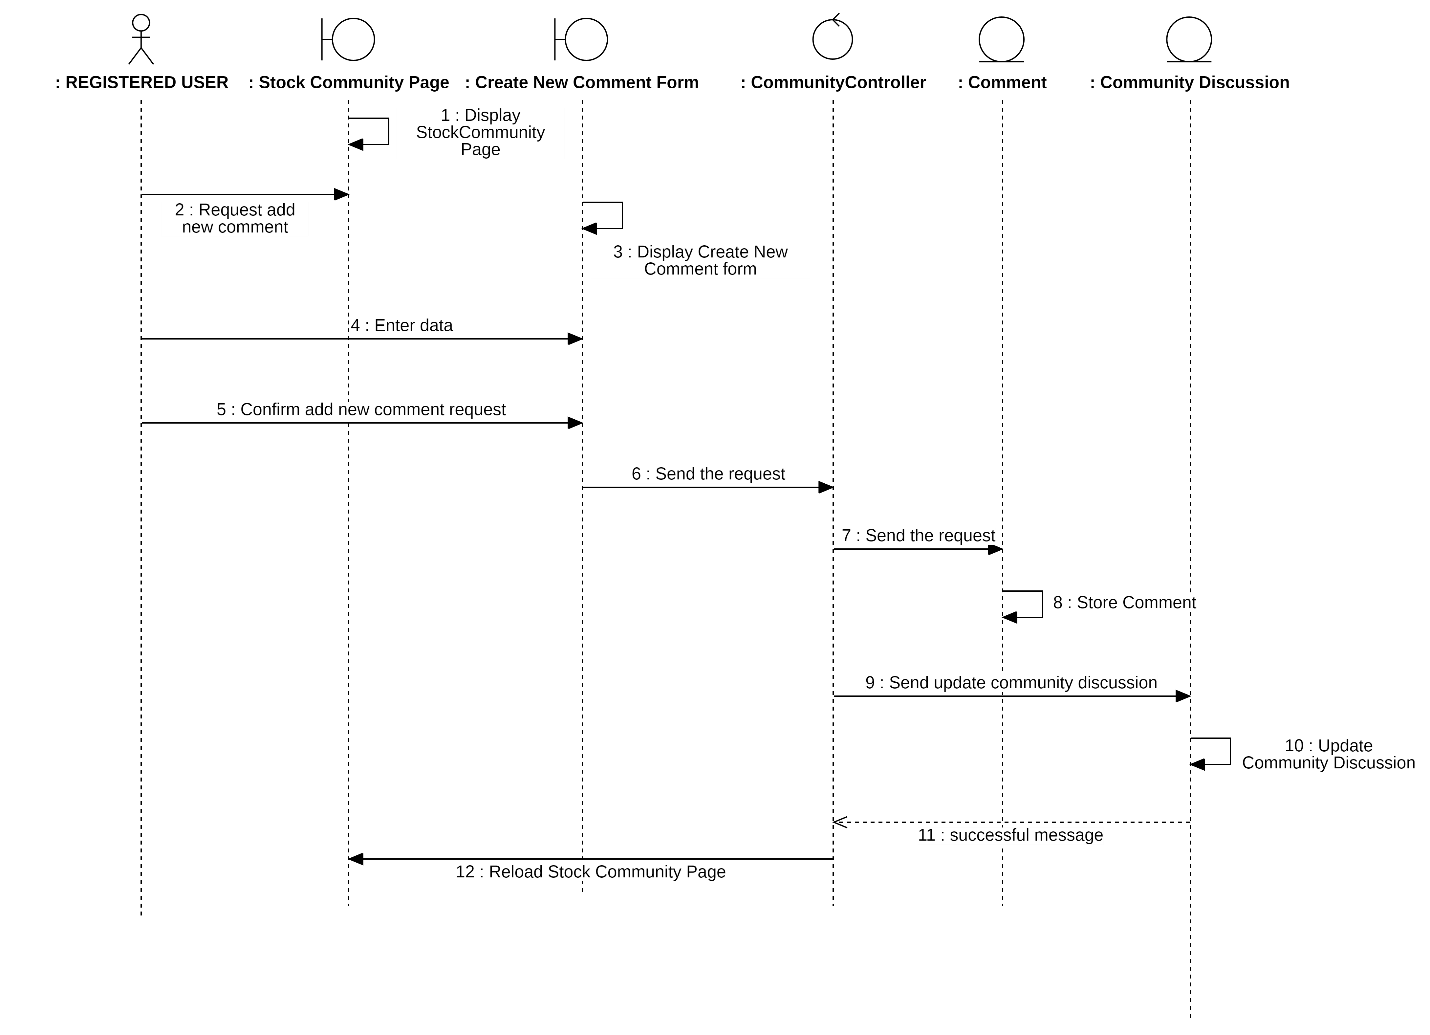 : REGISTERED USER
: Stock Community Page
: Create New Comment Form
: CommunityController
: Comment
: Community Discussion
1 : Display
StockCommunity
Page
2 : Request add
new comment
3 : Display Create New
Comment form
4 : Enter data
5 : Confirm add new comment request
6 : Send the request
7 : Send the request
8 : Store Comment
9 : Send update community discussion
10 : Update
Community Discussion
11 : successful message
12 : Reload Stock Community Page